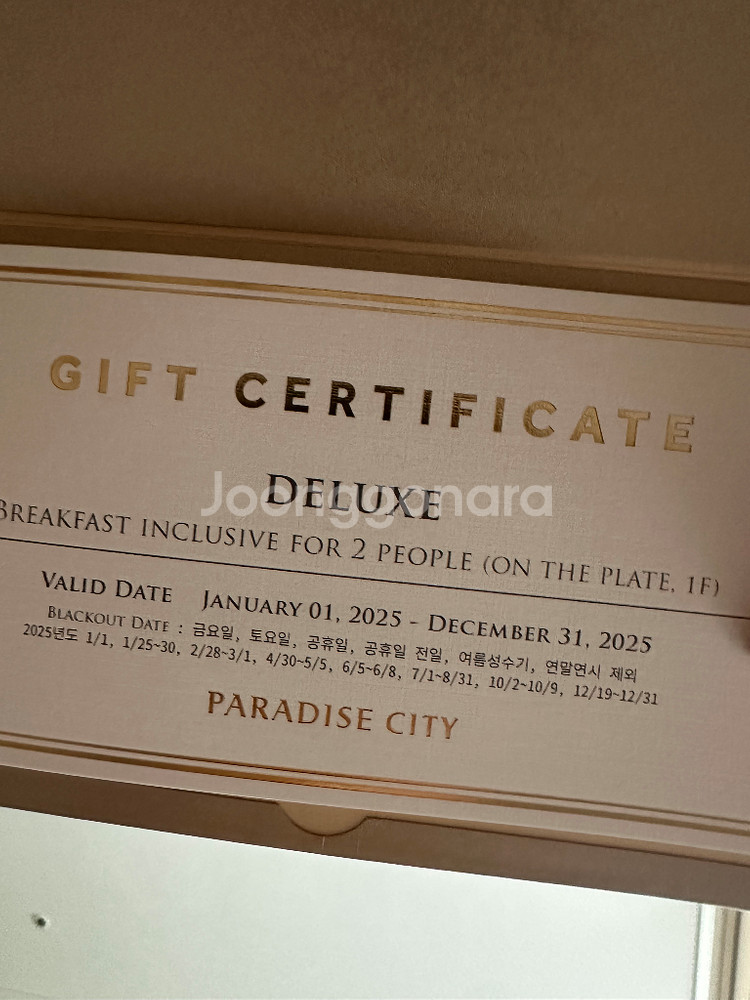 GIFT CERTIFICATE
DELUXE
Joonggonara
BREAKFAST INCLUSIVE FOR 2 PEOPLE (ON THE PLATE, 1F)
VALID DATE JANUARY 01, 2025 - DECEMBER 31, 2025
BLACKOUT DATE : 금요일, 토요일, 공휴일, 공휴일 전일, 여름성수기, 연말연시 제외
2025년도 1/1, 1/25~30, 2/28~3/1, 4/30~5/5, 6/5~6/8, 7/1~8/31, 10/2~10/9, 12/19~12/31
PARADISE CITY